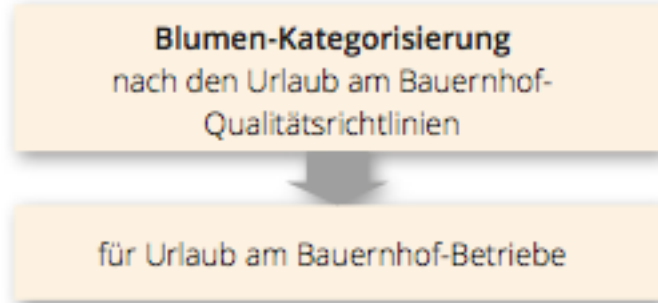 Blumen-Kategorisierung
nach den Urlaub am Bauernhof-
Qualitätsrichtlinien
für Urlaub am Bauernhof-Betriebe